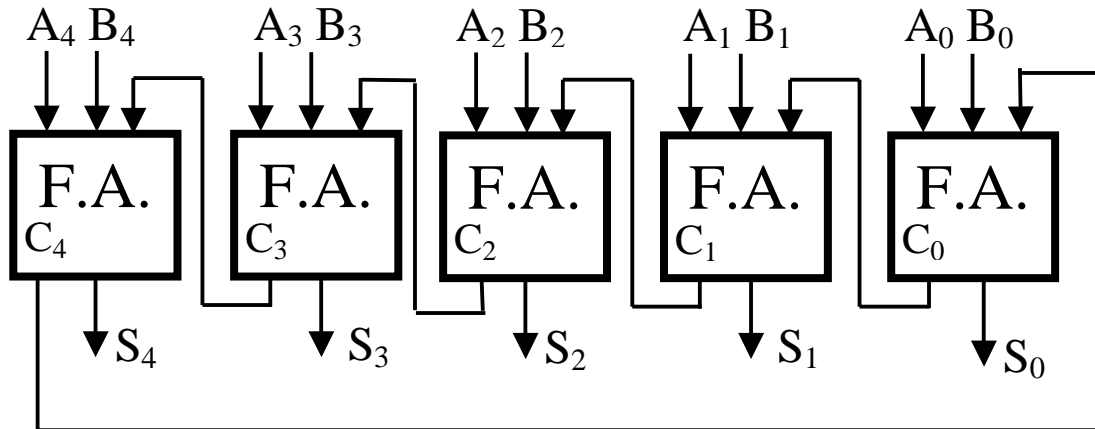 A₄ B₄ A₃ B₃ A₂ B₂ A₁ B₁ A₀ B₀
F.A. F.A. F.A. F.A. F.A.
C₄ C₃ C₂ C₁ C₀
S₄ S₃ S₂ S₁ S₀